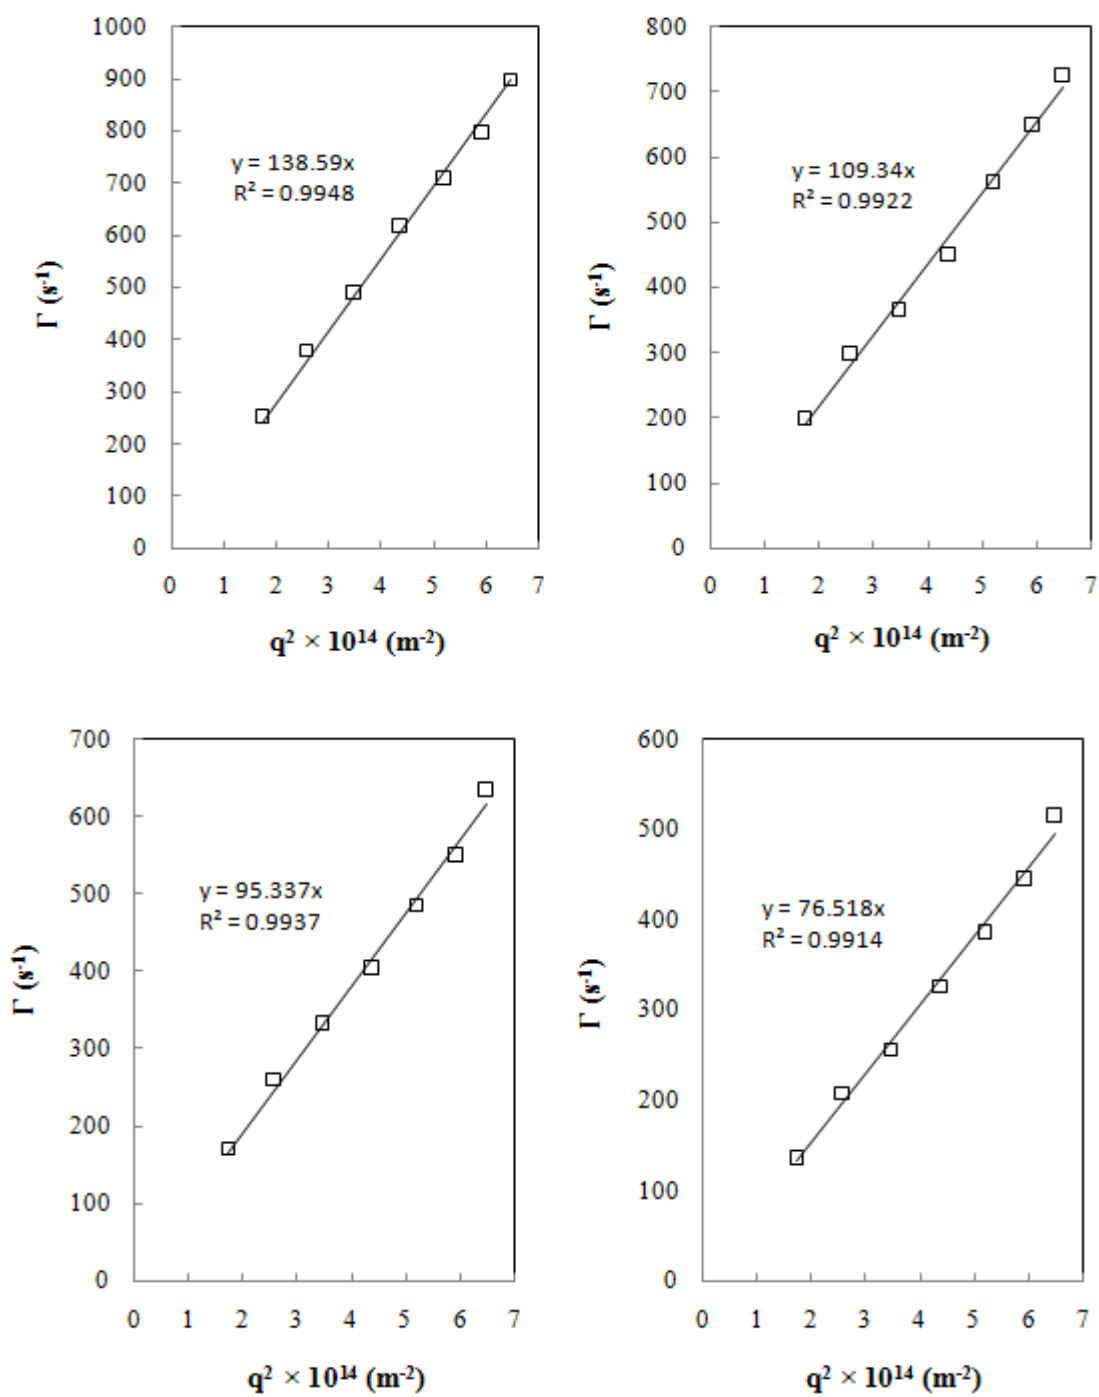 1000
900
800
700
600
500
400
300
200
100
0
y = 138.59x
R² = 0.9948
Γ (s⁻¹)
0 1 2 3 4 5 6 7
q² × 10¹⁴ (m⁻²)
800
700
600
500
400
300
200
100
0
y = 109.34x
R² = 0.9922
Γ (s⁻¹)
0 1 2 3 4 5 6 7
q² × 10¹⁴ (m⁻²)
700
600
500
400
300
200
100
0
y = 95.337x
R² = 0.9937
Γ (s⁻¹)
0 1 2 3 4 5 6 7
q² × 10¹⁴ (m⁻²)
600
500
400
300
200
100
0
y = 76.518x
R² = 0.9914
Γ (s⁻¹)
0 1 2 3 4 5 6 7
q² × 10¹⁴ (m⁻²)